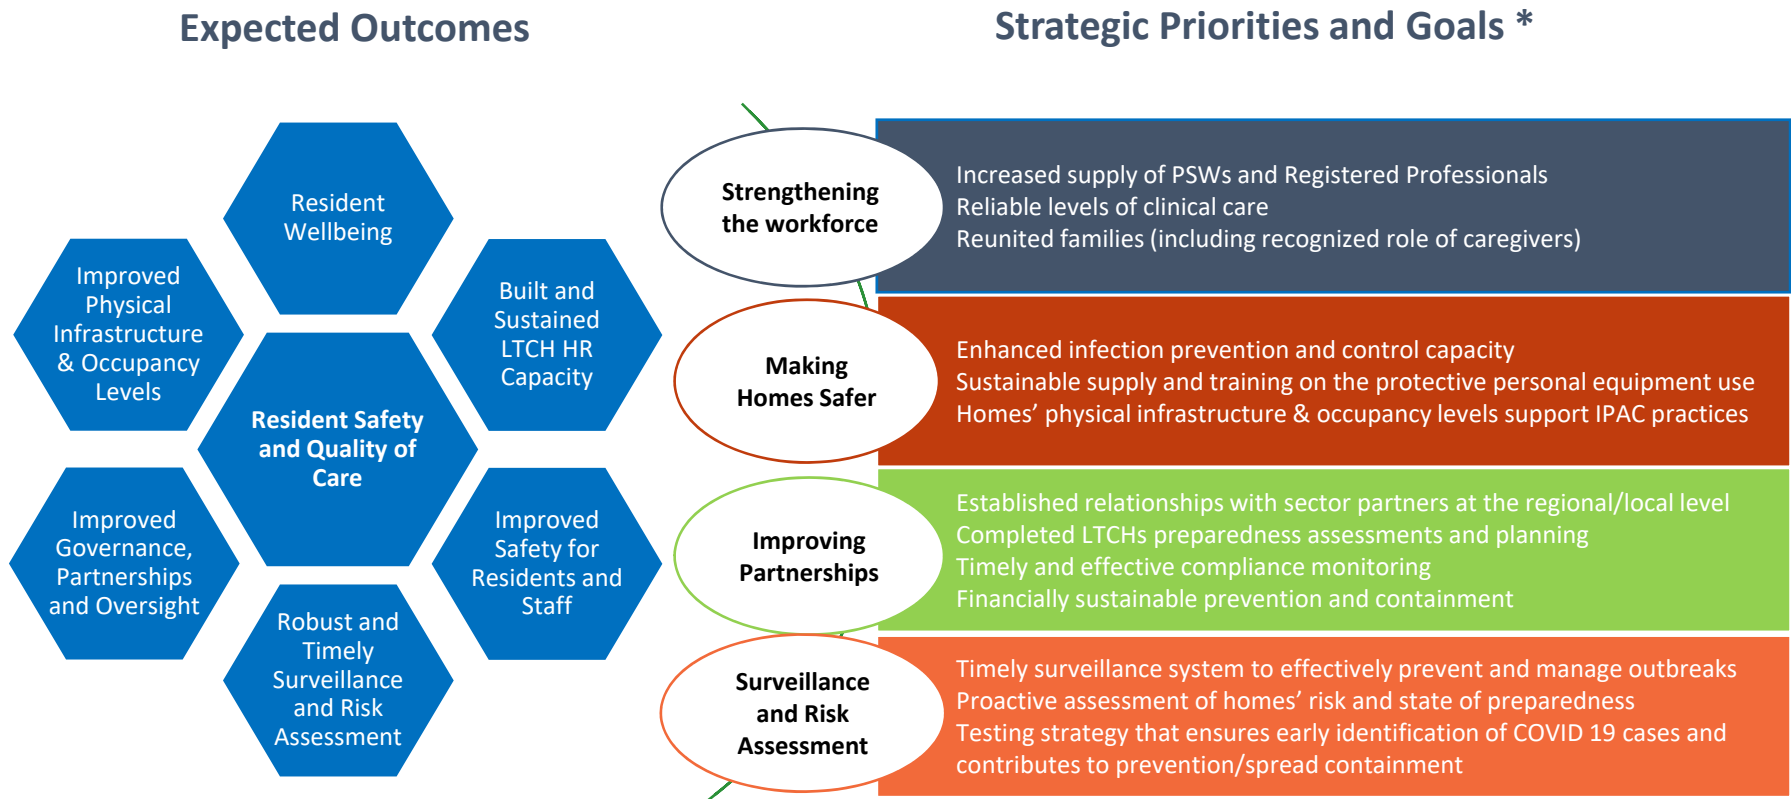 Expected Outcomes
Resident
Wellbeing
Improved
Physical
Infrastructure
& Occupancy
Levels
Built and
Sustained
LTCH HR
Capacity
Resident Safety
and Quality of
Care
Improved
Governance,
Partnerships
and Oversight
Improved
Safety for
Residents and
Staff
Robust and
Timely
Surveillance
and Risk
Assessment
Strategic Priorities and Goals *
Strengthening
the workforce
Increased supply of PSWs and Registered Professionals
Reliable levels of clinical care
Reunited families (including recognized role of caregivers)
Making
Homes Safer
Enhanced infection prevention and control capacity
Sustainable supply and training on the protective personal equipment use
Homes’ physical infrastructure & occupancy levels support IPAC practices
Improving
Partnerships
Established relationships with sector partners at the regional/local level
Completed LTCHs preparedness assessments and planning
Timely and effective compliance monitoring
Financially sustainable prevention and containment
Surveillance
and Risk
Assessment
Timely surveillance system to effectively prevent and manage outbreaks
Proactive assessment of homes’ risk and state of preparedness
Testing strategy that ensures early identification of COVID 19 cases and
contributes to prevention/spread containment